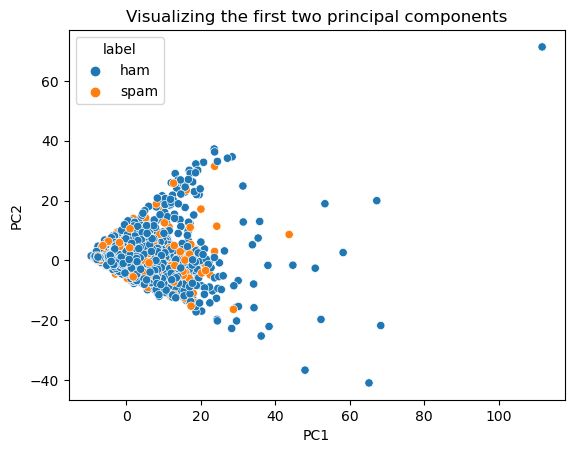 Visualizing the first two principal components
label
ham
spam
60
40
20
0
−20
−40
PC2
0
20
40
60
80
100
PC1